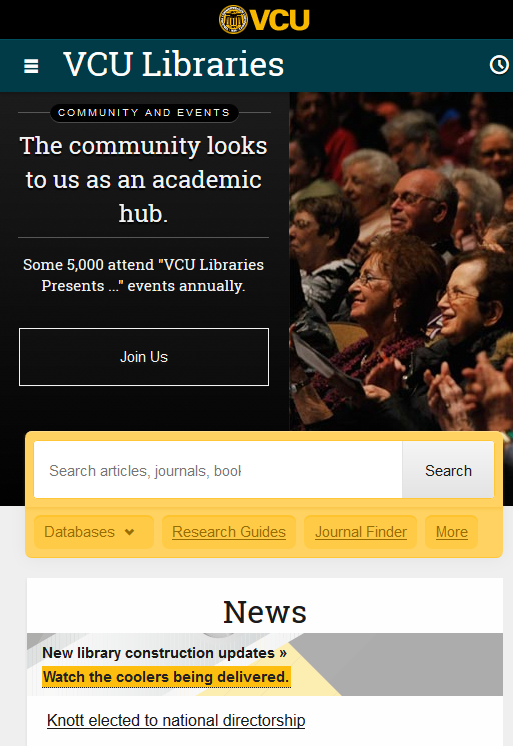 VCU
VCU Libraries
COMMUNITY AND EVENTS
The community looks
to us as an academic
hub.
Some 5,000 attend "VCU Libraries
Presents ..." events annually.
Join Us
Search articles, journals, book
Search
Databases
Research Guides
Journal Finder
More
News
New library construction updates »
Watch the coolers being delivered.
Knott elected to national directorship